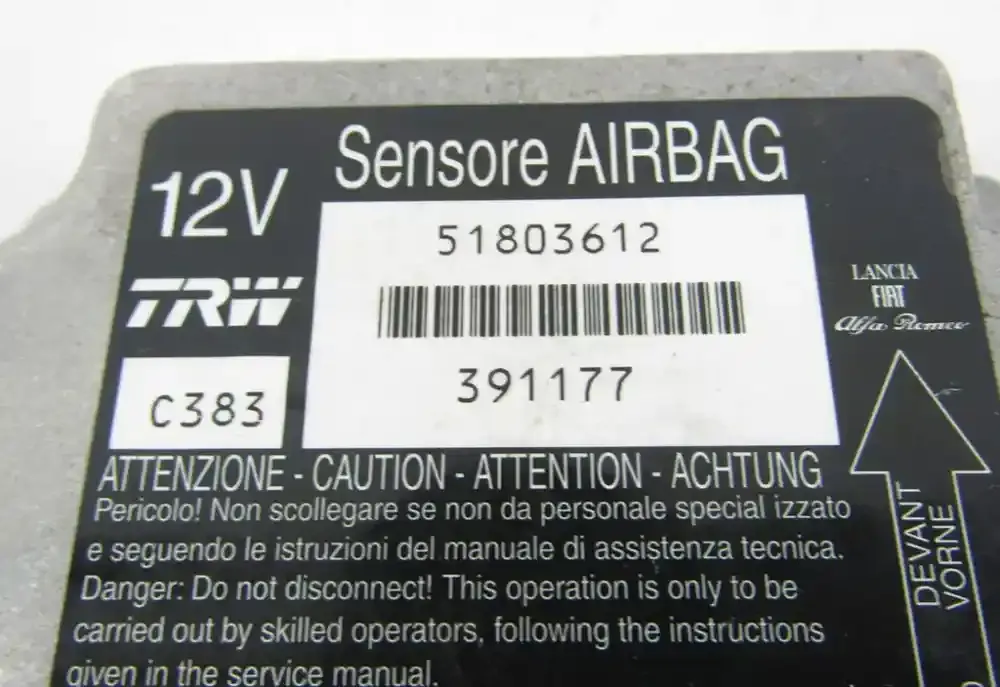 Sensore AIRBAG
12V
51803612
TRW
LANCIA
FIAT
Alfa Romeo
391177
C383
ATTENZIONE - CAUTION - ATTENTION - ACHTUNG
Pericolo! Non scollegare se non da personale special izzato
e seguendo le istruzioni del manuale di assistenza tecnica.
Danger: Do not disconnect! This operation is only to be
carried out by skilled operators, following the instructions
given in the service manual.
DEVANT
VORNE